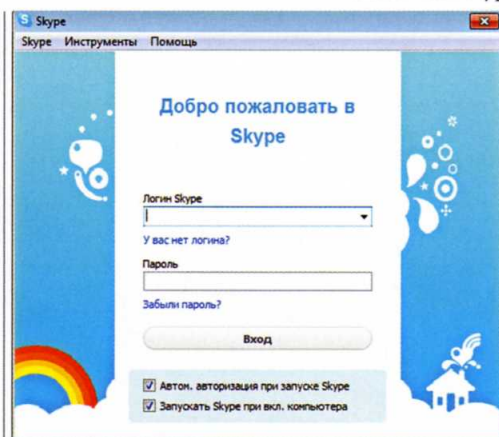 Skype
Skype Инструменты Помощь
Добро пожаловать в
Skype
Логин Skype
У вас нет логина?
Пароль
Забыли пароль?
Вход
Автом. авторизация при запуске Skype
Запускать Skype при вкл. компьютера